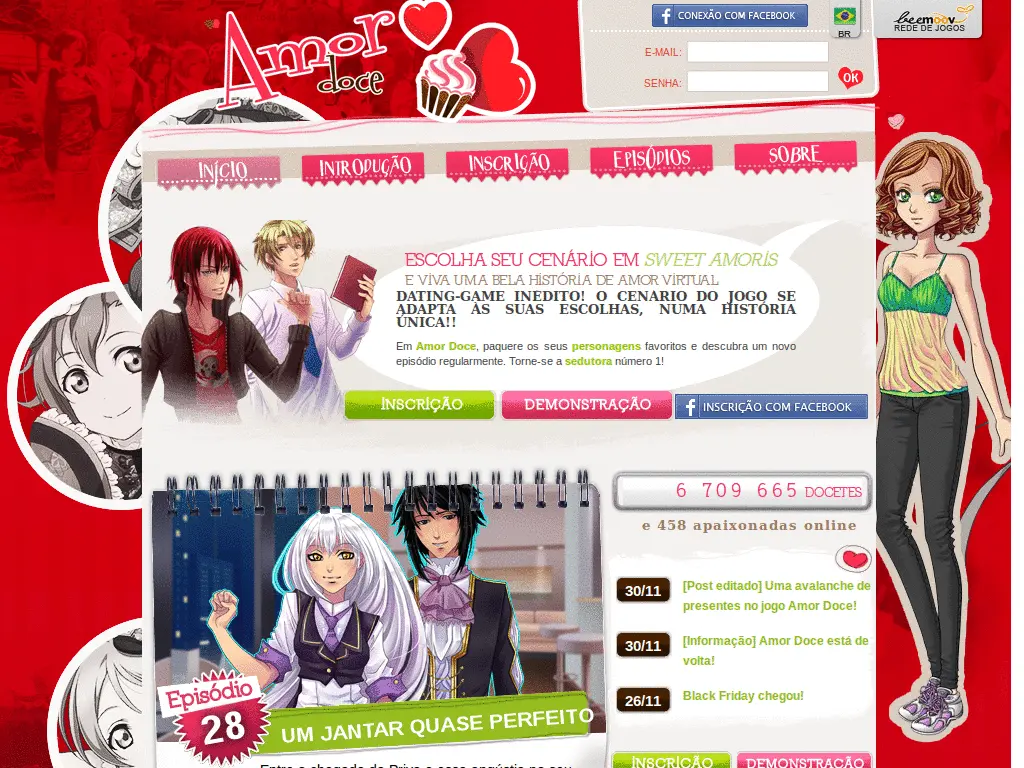 Amor
doce
CONEXÃO COM FACEBOOK
BR
beemoov
REDE DE JOGOS
E-MAIL:
SENHA:
OK
INÍCIO
INTRODUÇÃO
INSCRIÇÃO
EPISÓDIOS
SOBRE
ESCOLHA SEU CENÁRIO EM SWEET AMORIS
E VIVA UMA BELA HISTÓRIA DE AMOR VIRTUAL
DATING-GAME INEDITO! O CENARIO DO JOGO SE
ADAPTA ÀS SUAS ESCOLHAS, NUMA HISTÓRIA
ÚNICA!!
Em Amor Doce, paquere os seus personagens favoritos e descubra um novo
episódio regularmente. Torne-se a sedutora número 1!
INSCRIÇÃO
DEMONSTRAÇÃO
INSCRIÇÃO COM FACEBOOK
6 709 665 DOCETES
e 458 apaixonadas online
30/11
[Post editado] Uma avalanche de
presentes no jogo Amor Doce!
30/11
[Informação] Amor Doce está de
volta!
26/11
Black Friday chegou!
Episódio
28
UM JANTAR QUASE PERFEITO
INSCRIÇÃO
DEMONSTRAÇÃO